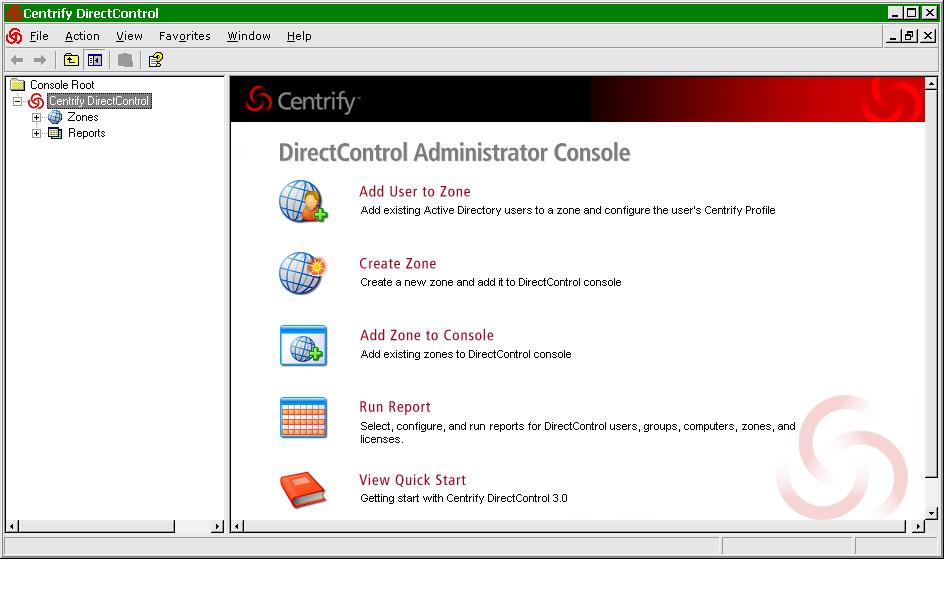 Centrify DirectControl
File Action View Favorites Window Help
Console Root
Centrify DirectControl
Zones
Reports
Centrify™
DirectControl Administrator Console
Add User to Zone
Add existing Active Directory users to a zone and configure the user's Centrify Profile
Create Zone
Create a new zone and add it to DirectControl console
Add Zone to Console
Add existing zones to DirectControl console
Run Report
Select, configure, and run reports for DirectControl users, groups, computers, zones, and
licenses.
View Quick Start
Getting start with Centrify DirectControl 3.0